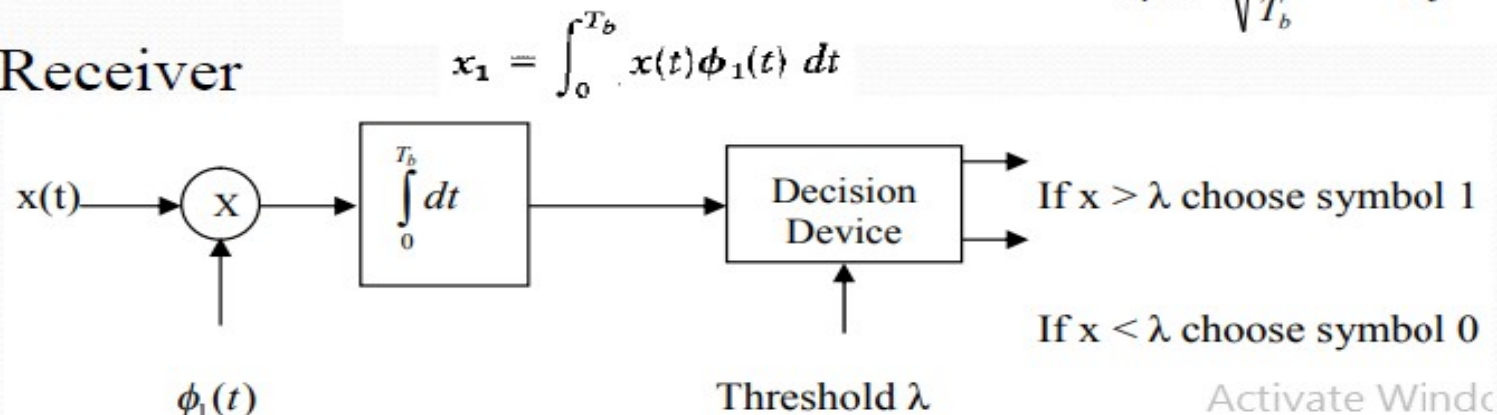 √T_b
Receiver
x₁ = ∫₀^{T_b} x(t)ϕ₁(t) dt
x(t)
X
∫₀^{T_b} dt
Decision
Device
If x > λ choose symbol 1
If x < λ choose symbol 0
ϕ₁(t)
Threshold λ
Activate Windo